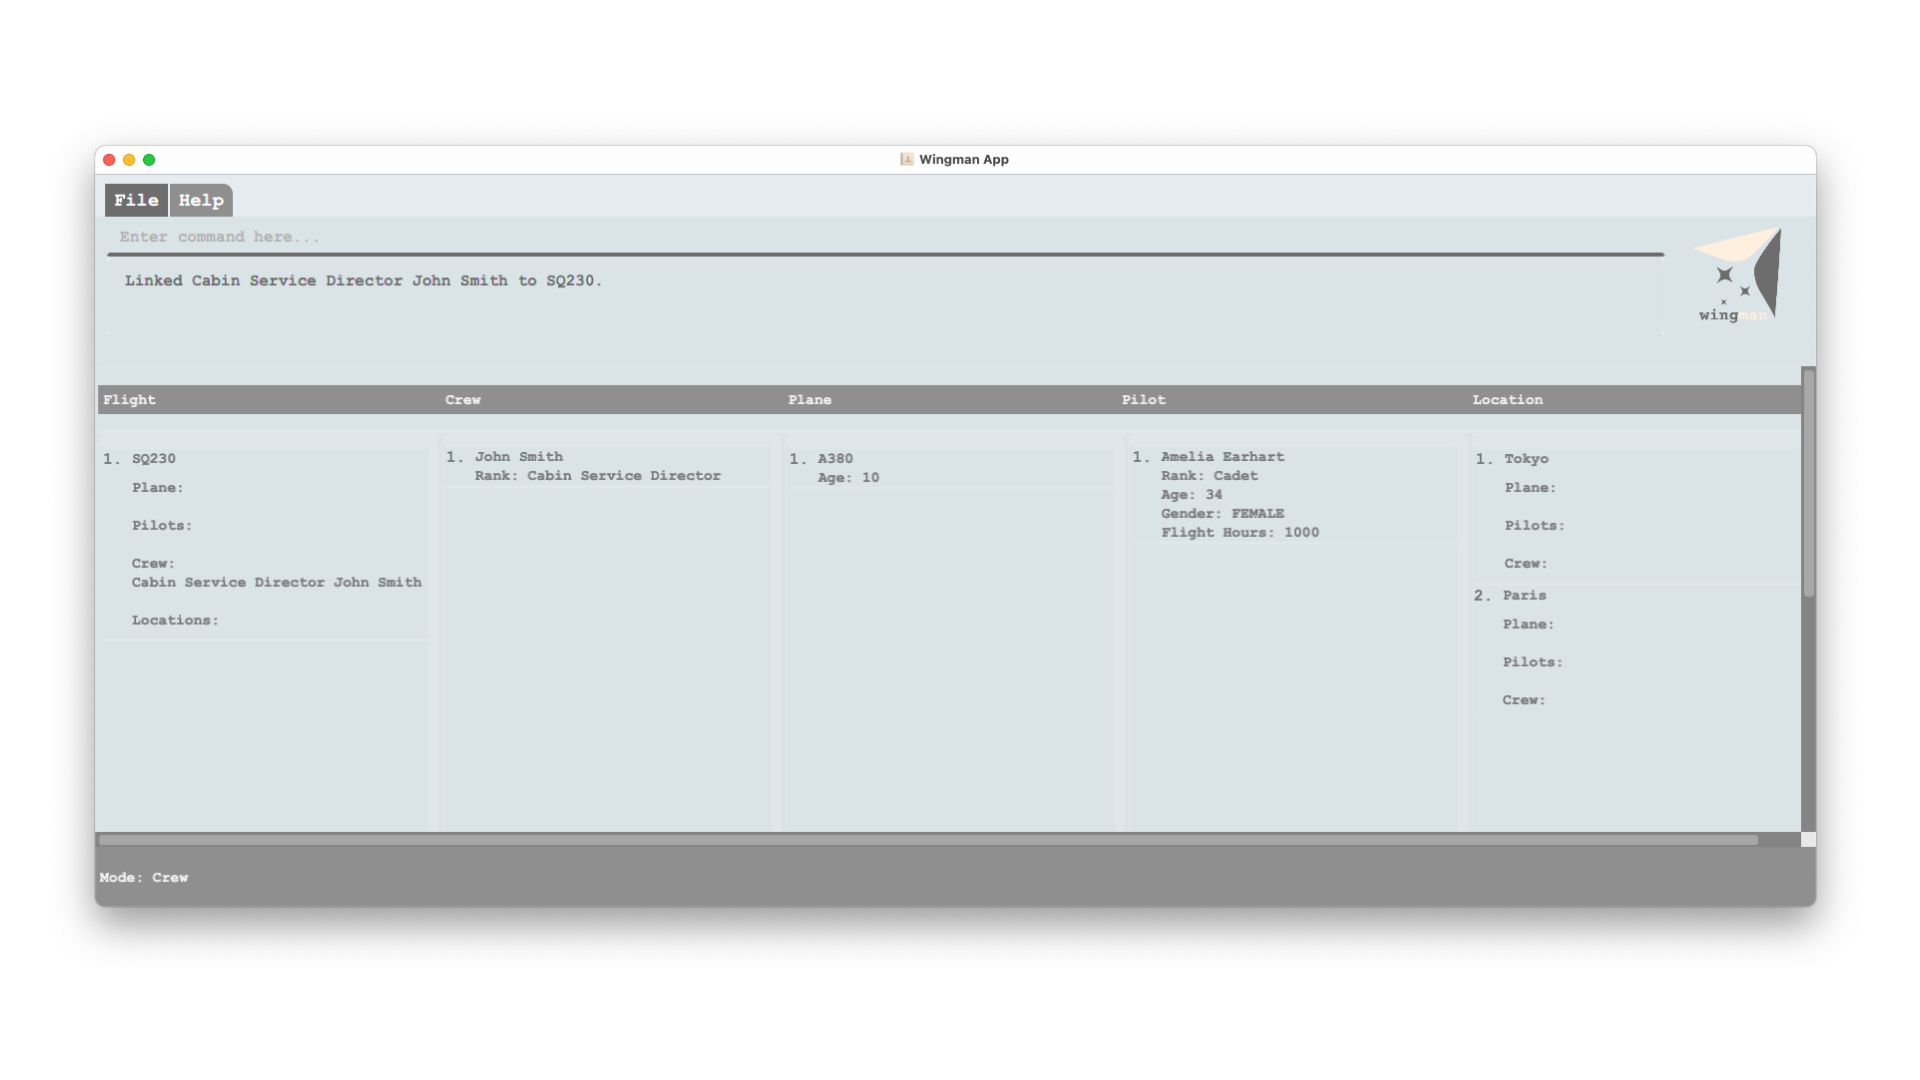 Wingman App
File Help
Enter command here...
Linked Cabin Service Director John Smith to SQ230.
wingman
Flight Crew Plane Pilot Location
1. SQ230
Plane:
Pilots:
Crew:
Cabin Service Director John Smith
Locations:
1. John Smith
Rank: Cabin Service Director
1. A380
Age: 10
1. Amelia Earhart
Rank: Cadet
Age: 34
Gender: FEMALE
Flight Hours: 1000
1. Tokyo
Plane:
Pilots:
Crew:
2. Paris
Plane:
Pilots:
Crew:
Mode: Crew